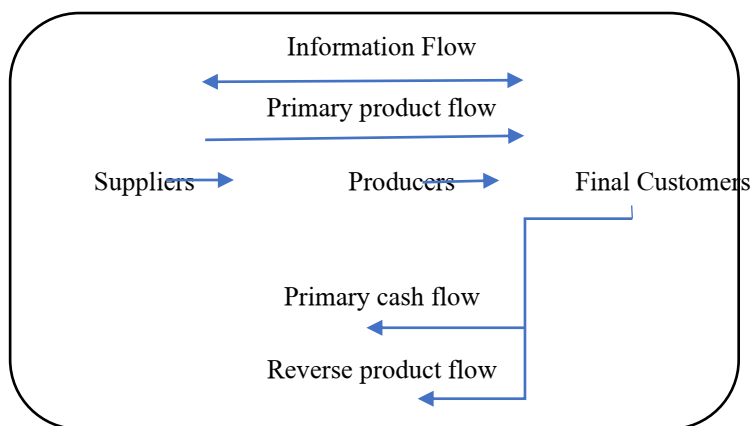 Information Flow
Primary product flow
Suppliers Producers Final Customers
Primary cash flow
Reverse product flow